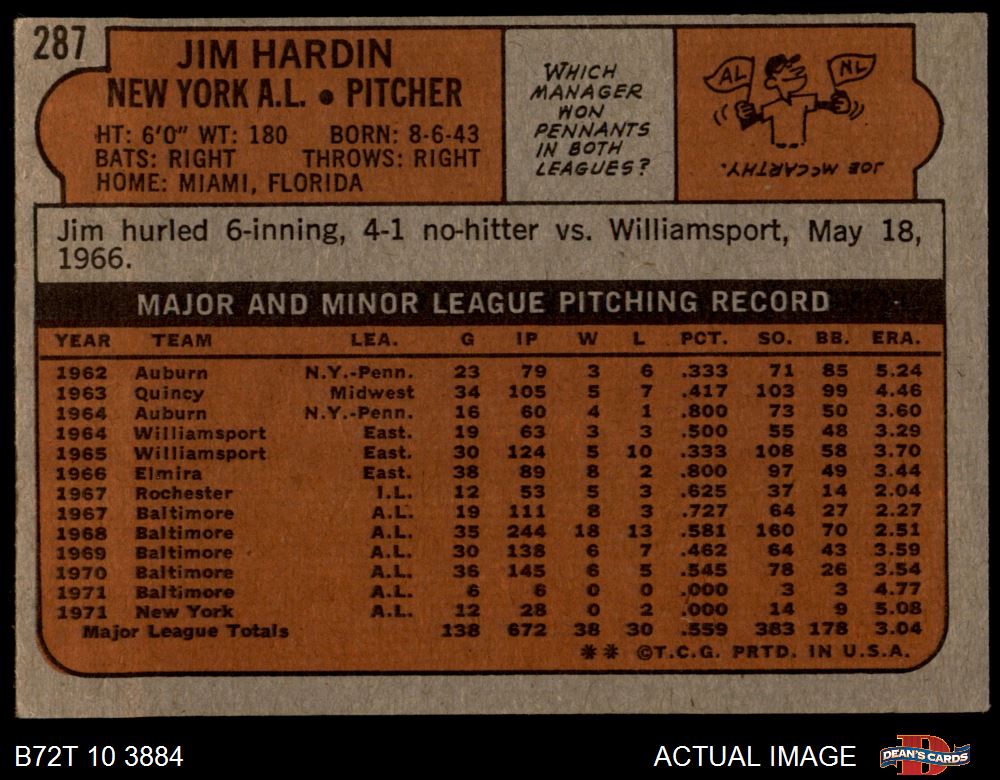 287
JIM HARDIN
NEW YORK A.L. • PITCHER
HT: 6'0" WT: 180 BORN: 8-6-43
BATS: RIGHT THROWS: RIGHT
HOME: MIAMI, FLORIDA
WHICH
MANAGER
WON
PENNANTS
IN BOTH
LEAGUES?
AL NL
JOE McCARTHY.
Jim hurled 6-inning, 4-1 no-hitter vs. Williamsport, May 18,
1966.
MAJOR AND MINOR LEAGUE PITCHING RECORD
YEAR TEAM LEA. G IP W L PCT. SO. BB. ERA.
1962 Auburn N.Y.-Penn. 23 79 3 6 .333 71 85 5.24
1963 Quincy Midwest 34 105 5 7 .417 103 99 4.46
1964 Auburn N.Y.-Penn. 16 60 4 1 .800 73 50 3.60
1964 Williamsport East. 19 63 3 3 .500 55 48 3.29
1965 Williamsport East. 30 124 5 10 .333 108 58 3.70
1966 Elmira East. 38 89 8 2 .800 97 49 3.44
1967 Rochester I.L. 12 53 5 3 .625 37 14 2.04
1967 Baltimore A.L. 19 111 8 3 .727 64 27 2.27
1968 Baltimore A.L. 35 244 18 13 .581 160 70 2.51
1969 Baltimore A.L. 30 138 6 7 .462 64 43 3.59
1970 Baltimore A.L. 36 145 6 5 .545 78 26 3.54
1971 Baltimore A.L. 6 6 0 0 .000 3 3 4.77
1971 New York A.L. 12 28 0 2 .000 14 9 5.08
Major League Totals 138 672 38 30 .559 383 178 3.04
** ©T.C.G. PRTD. IN U.S.A.
B72T 10 3884 ACTUAL IMAGE DEAN'S CARDS